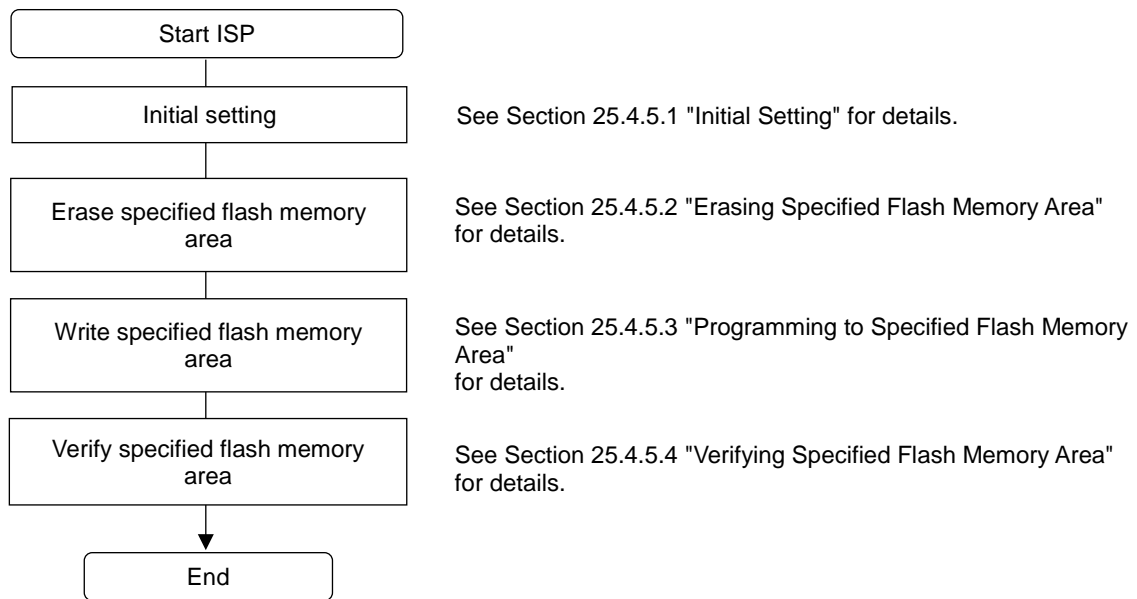 Start ISP
Initial setting
See Section 25.4.5.1 "Initial Setting" for details.
Erase specified flash memory
area
See Section 25.4.5.2 "Erasing Specified Flash Memory Area"
for details.
Write specified flash memory
area
See Section 25.4.5.3 "Programming to Specified Flash Memory
Area"
for details.
Verify specified flash memory
area
See Section 25.4.5.4 "Verifying Specified Flash Memory Area"
for details.
End